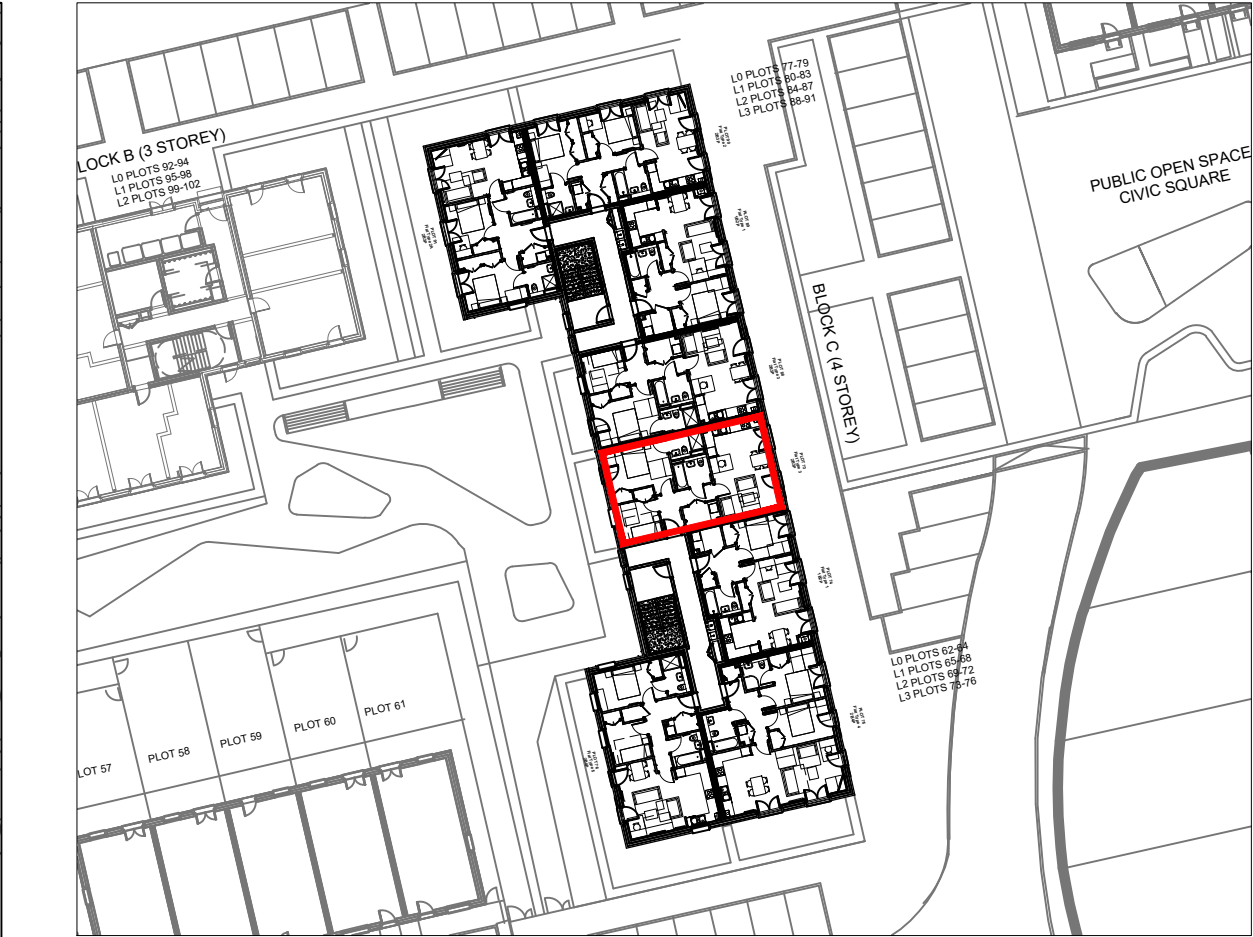 L0 PLOTS 77-79
L1 PLOTS 80-83
L2 PLOTS 84-87
L3 PLOTS 88-91
LOCK B (3 STOREY)
L0 PLOTS 92-94
L1 PLOTS 95-98
L2 PLOTS 99-102
PUBLIC OPEN SPACE
CIVIC SQUARE
BLOCK C (4 STOREY)
L0 PLOTS 62-64
L1 PLOTS 65-68
L2 PLOTS 69-72
L3 PLOTS 73-76
LOT 57
PLOT 58
PLOT 59
PLOT 60
PLOT 61